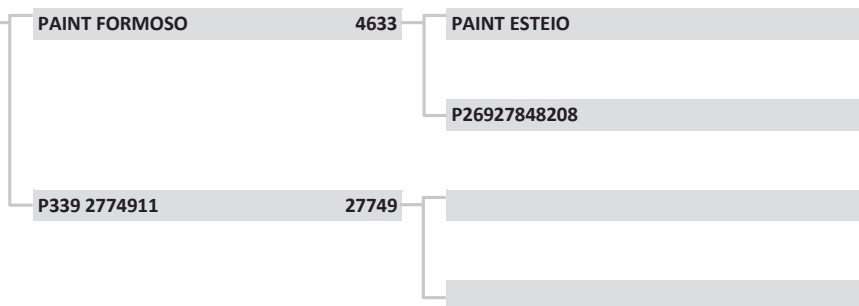 PAINT FORMOSO 4633 PAINT ESTEIO
P26927848208
P339 2774911 27749